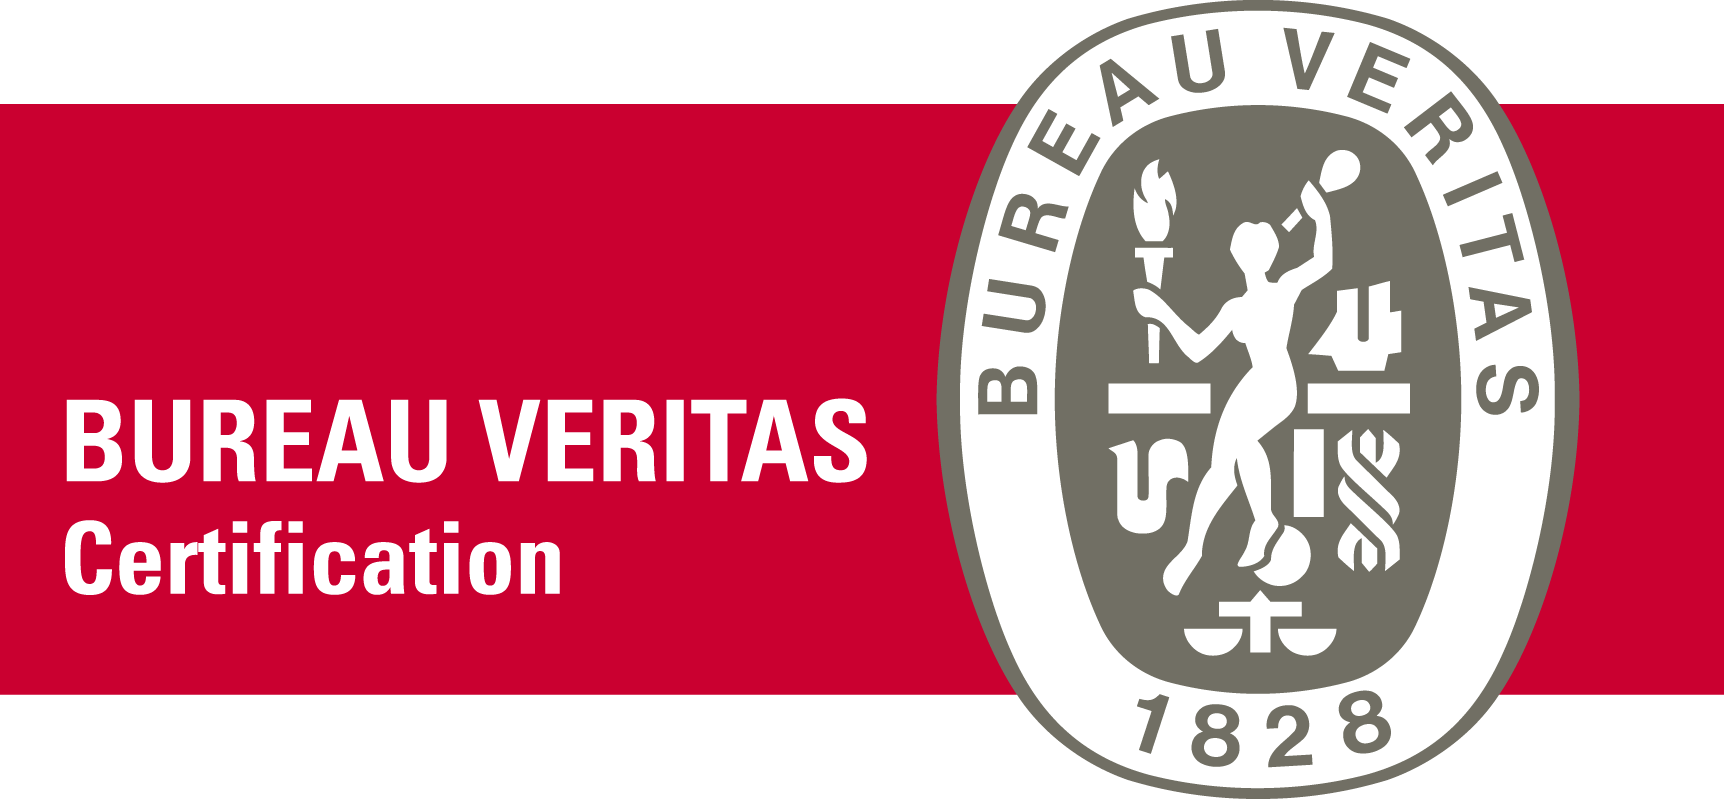 BUREAU VERITAS
Certification
BUREAU VERITAS
1828